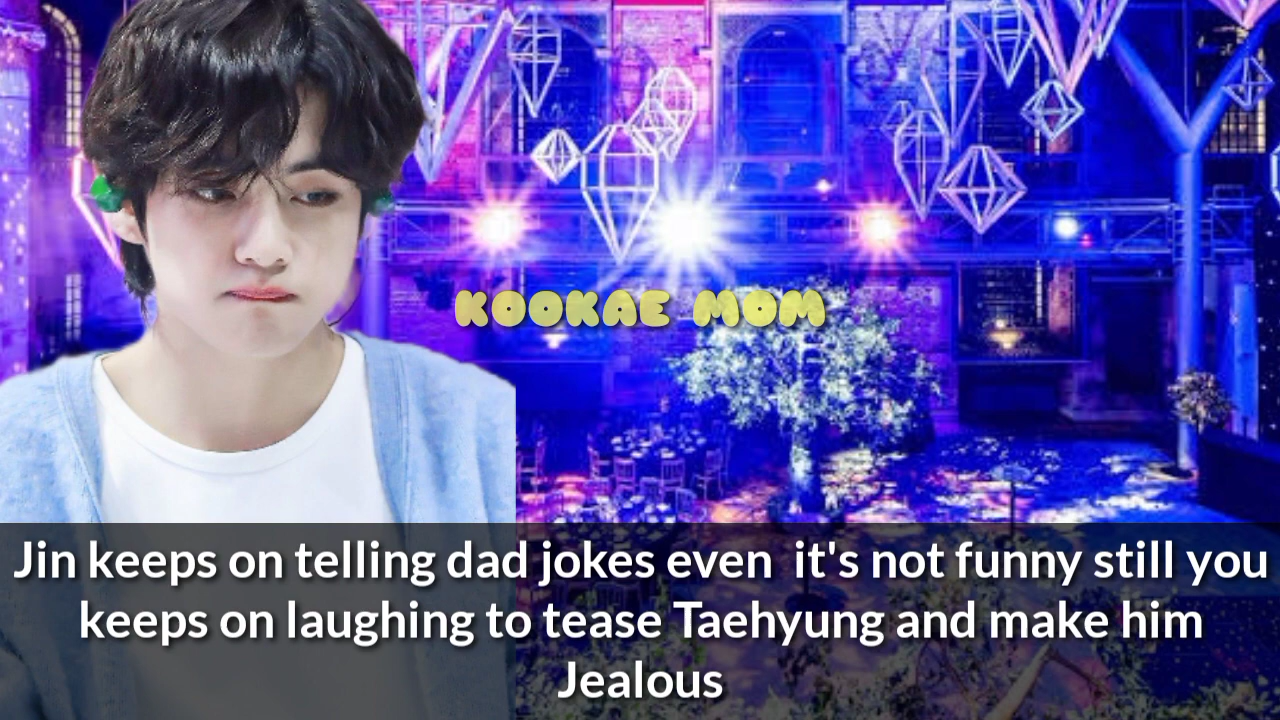 KOOKAE MOM
Jin keeps on telling dad jokes even  it's not funny still you
keeps on laughing to tease Taehyung and make him
Jealous